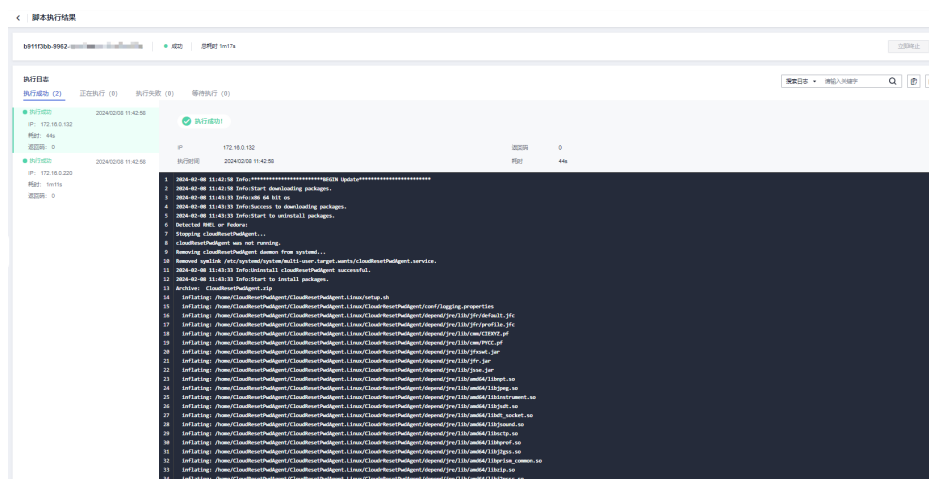 脚本执行结果
b911f3bb-9962-
成功
总耗时 1m17s
立即终止
执行日志
搜索日志
请输入关键字
执行成功 (2)
正在执行 (0)
执行失败 (0)
等待执行 (0)
执行成功
2024/02/08 11:42:58
IP: 172.16.0.132
耗时: 44s
返回码: 0
执行成功
2024/02/08 11:42:58
IP: 172.16.0.220
耗时: 1m11s
返回码: 0
执行成功!
IP
172.16.0.132
返回码
0
执行时间
2024/02/08 11:42:58
耗时
44s
1 2024-02-08 11:42:58 Info:************************BEGIN Update************************
2 2024-02-08 11:42:58 Info:Start downloading packages.
3 2024-02-08 11:43:33 Info:x86 64 bit os
4 2024-02-08 11:43:33 Info:Success to downloading packages.
5 2024-02-08 11:43:33 Info:Start to uninstall packages.
6 Detected RHEL or Fedora:
7 Stopping cloudResetPwdAgent...
8 cloudResetPwdAgent was not running.
9 Removing cloudResetPwdAgent daemon from systemd...
10 Removed symlink /etc/systemd/system/multi-user.target.wants/cloudResetPwdAgent.service.
11 2024-02-08 11:43:33 Info:Uninstall cloudResetPwdAgent successful.
12 2024-02-08 11:43:33 Info:Start to install packages.
13 Archive: CloudResetPwdAgent.zip
14 inflating: /home/CloudResetPwdAgent/CloudResetPwdAgent.Linux/setup.sh
15 inflating: /home/CloudResetPwdAgent/CloudResetPwdAgent.Linux/CloudrResetPwdAgent/conf/logging.properties
16 inflating: /home/CloudResetPwdAgent/CloudResetPwdAgent.Linux/CloudrResetPwdAgent/depend/jre/lib/jfr/default.jfc
17 inflating: /home/CloudResetPwdAgent/CloudResetPwdAgent.Linux/CloudrResetPwdAgent/depend/jre/lib/jfr/profile.jfc
18 inflating: /home/CloudResetPwdAgent/CloudResetPwdAgent.Linux/CloudrResetPwdAgent/depend/jre/lib/cmm/CIEXYZ.pf
19 inflating: /home/CloudResetPwdAgent/CloudResetPwdAgent.Linux/CloudrResetPwdAgent/depend/jre/lib/cmm/PYCC.pf
20 inflating: /home/CloudResetPwdAgent/CloudResetPwdAgent.Linux/CloudrResetPwdAgent/depend/jre/lib/jfxswt.jar
21 inflating: /home/CloudResetPwdAgent/CloudResetPwdAgent.Linux/CloudrResetPwdAgent/depend/jre/lib/jfr.jar
22 inflating: /home/CloudResetPwdAgent/CloudResetPwdAgent.Linux/CloudrResetPwdAgent/depend/jre/lib/jsse.jar
23 inflating: /home/CloudResetPwdAgent/CloudResetPwdAgent.Linux/CloudrResetPwdAgent/depend/jre/lib/amd64/libnpt.so
24 inflating: /home/CloudResetPwdAgent/CloudResetPwdAgent.Linux/CloudrResetPwdAgent/depend/jre/lib/amd64/libjpeg.so
25 inflating: /home/CloudResetPwdAgent/CloudResetPwdAgent.Linux/CloudrResetPwdAgent/depend/jre/lib/amd64/libinstrument.so
26 inflating: /home/CloudResetPwdAgent/CloudResetPwdAgent.Linux/CloudrResetPwdAgent/depend/jre/lib/amd64/libjsdt.so
27 inflating: /home/CloudResetPwdAgent/CloudResetPwdAgent.Linux/CloudrResetPwdAgent/depend/jre/lib/amd64/libdt_socket.so
28 inflating: /home/CloudResetPwdAgent/CloudResetPwdAgent.Linux/CloudrResetPwdAgent/depend/jre/lib/amd64/libjsound.so
29 inflating: /home/CloudResetPwdAgent/CloudResetPwdAgent.Linux/CloudrResetPwdAgent/depend/jre/lib/amd64/libsctp.so
30 inflating: /home/CloudResetPwdAgent/CloudResetPwdAgent.Linux/CloudrResetPwdAgent/depend/jre/lib/amd64/libhprof.so
31 inflating: /home/CloudResetPwdAgent/CloudResetPwdAgent.Linux/CloudrResetPwdAgent/depend/jre/lib/amd64/libj2gss.so
32 inflating: /home/CloudResetPwdAgent/CloudResetPwdAgent.Linux/CloudrResetPwdAgent/depend/jre/lib/amd64/libprism_common.so
33 inflating: /home/CloudResetPwdAgent/CloudResetPwdAgent.Linux/CloudrResetPwdAgent/depend/jre/lib/amd64/libzip.so